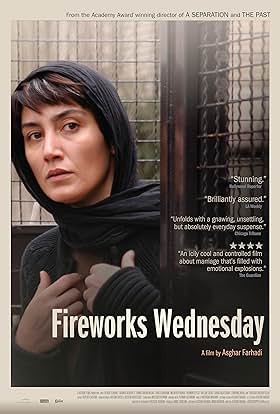 From the Academy Award winning director of A SEPARATION and THE PAST
“Stunning.”
Hollywood Reporter
“Brilliantly assured.”
LA Weekly
“Unfolds with a gnawing, unsettling,
but absolutely everyday suspense.”
Chicago Tribune
★★★★
“An icily cool and controlled film
about marriage that’s filled with
emotional explosions.”
The Guardian
Fireworks Wednesday
A film by Asghar Farhadi